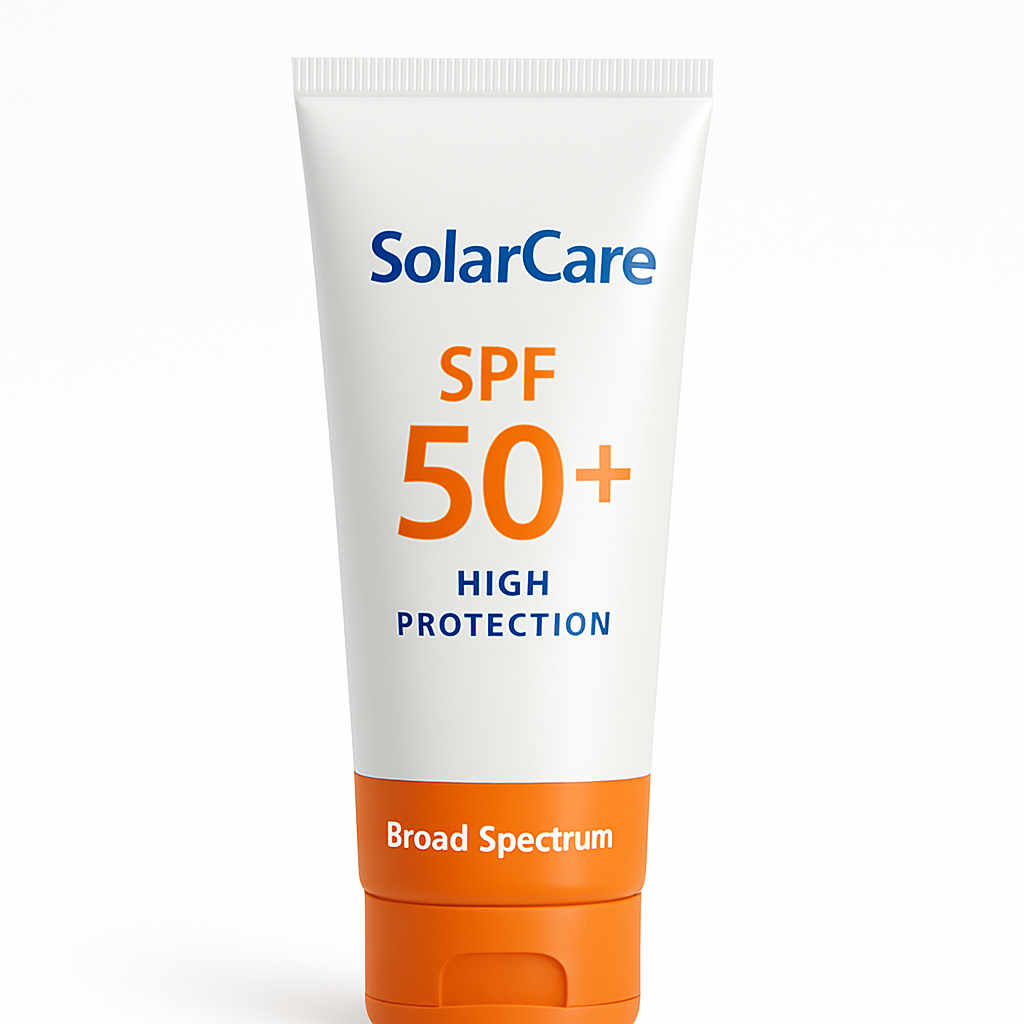 SolarCare
SPF
50+
HIGH
PROTECTION
Broad Spectrum